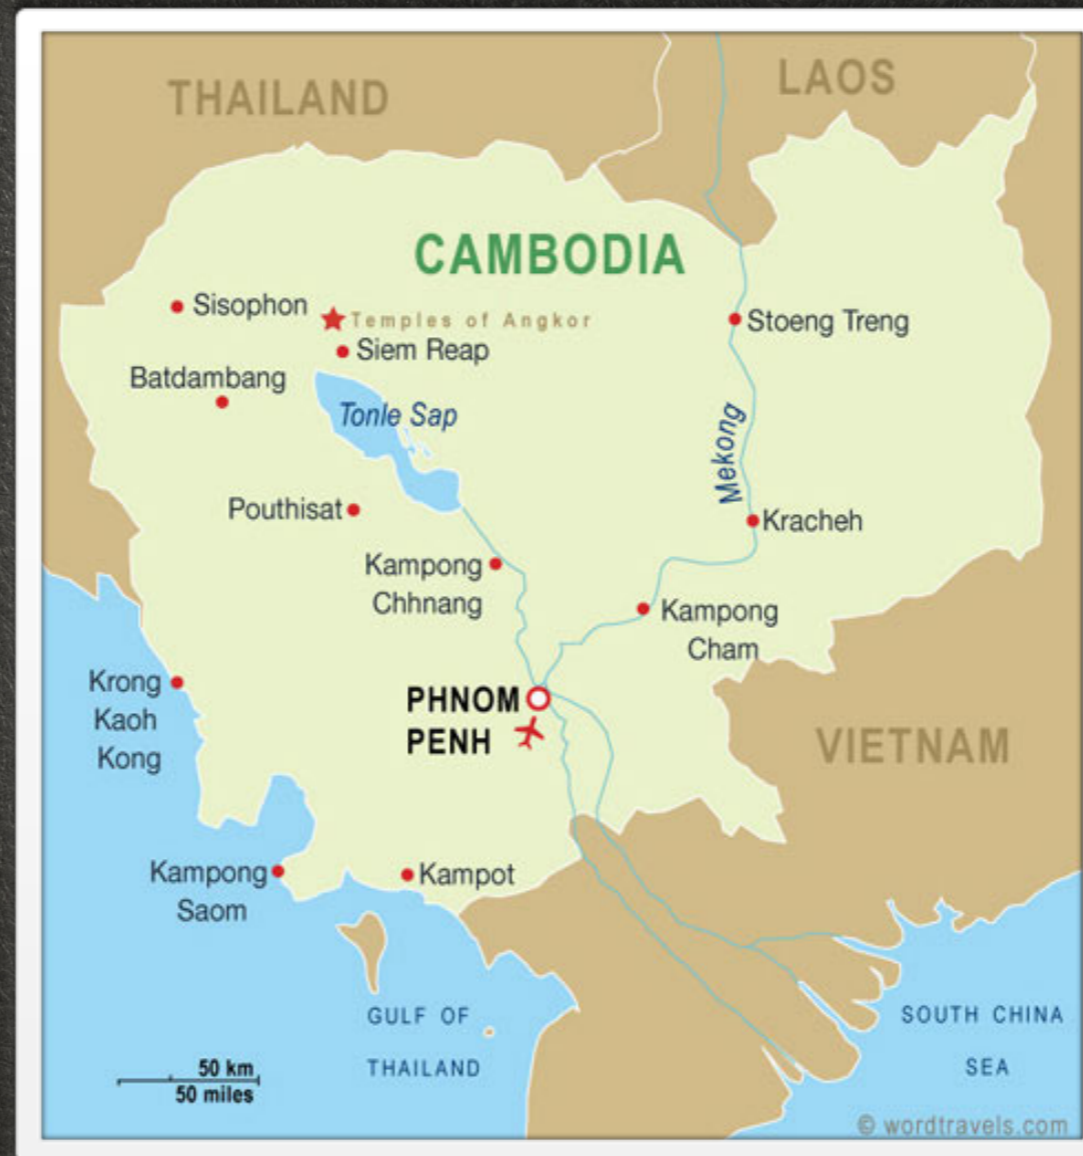 THAILAND
LAOS
CAMBODIA
Sisophon
Temples of Angkor
Stoeng Treng
Siem Reap
Batdambang
Tonle Sap
Mekong
Pouthisat
Kracheh
Kampong
Chhnang
Kampong
Cham
Krong
Kaoh
Kong
PHNOM
PENH
VIETNAM
Kampong
Saom
Kampot
GULF OF
THAILAND
SOUTH CHINA
SEA
50 km
50 miles
© wordtravels.com